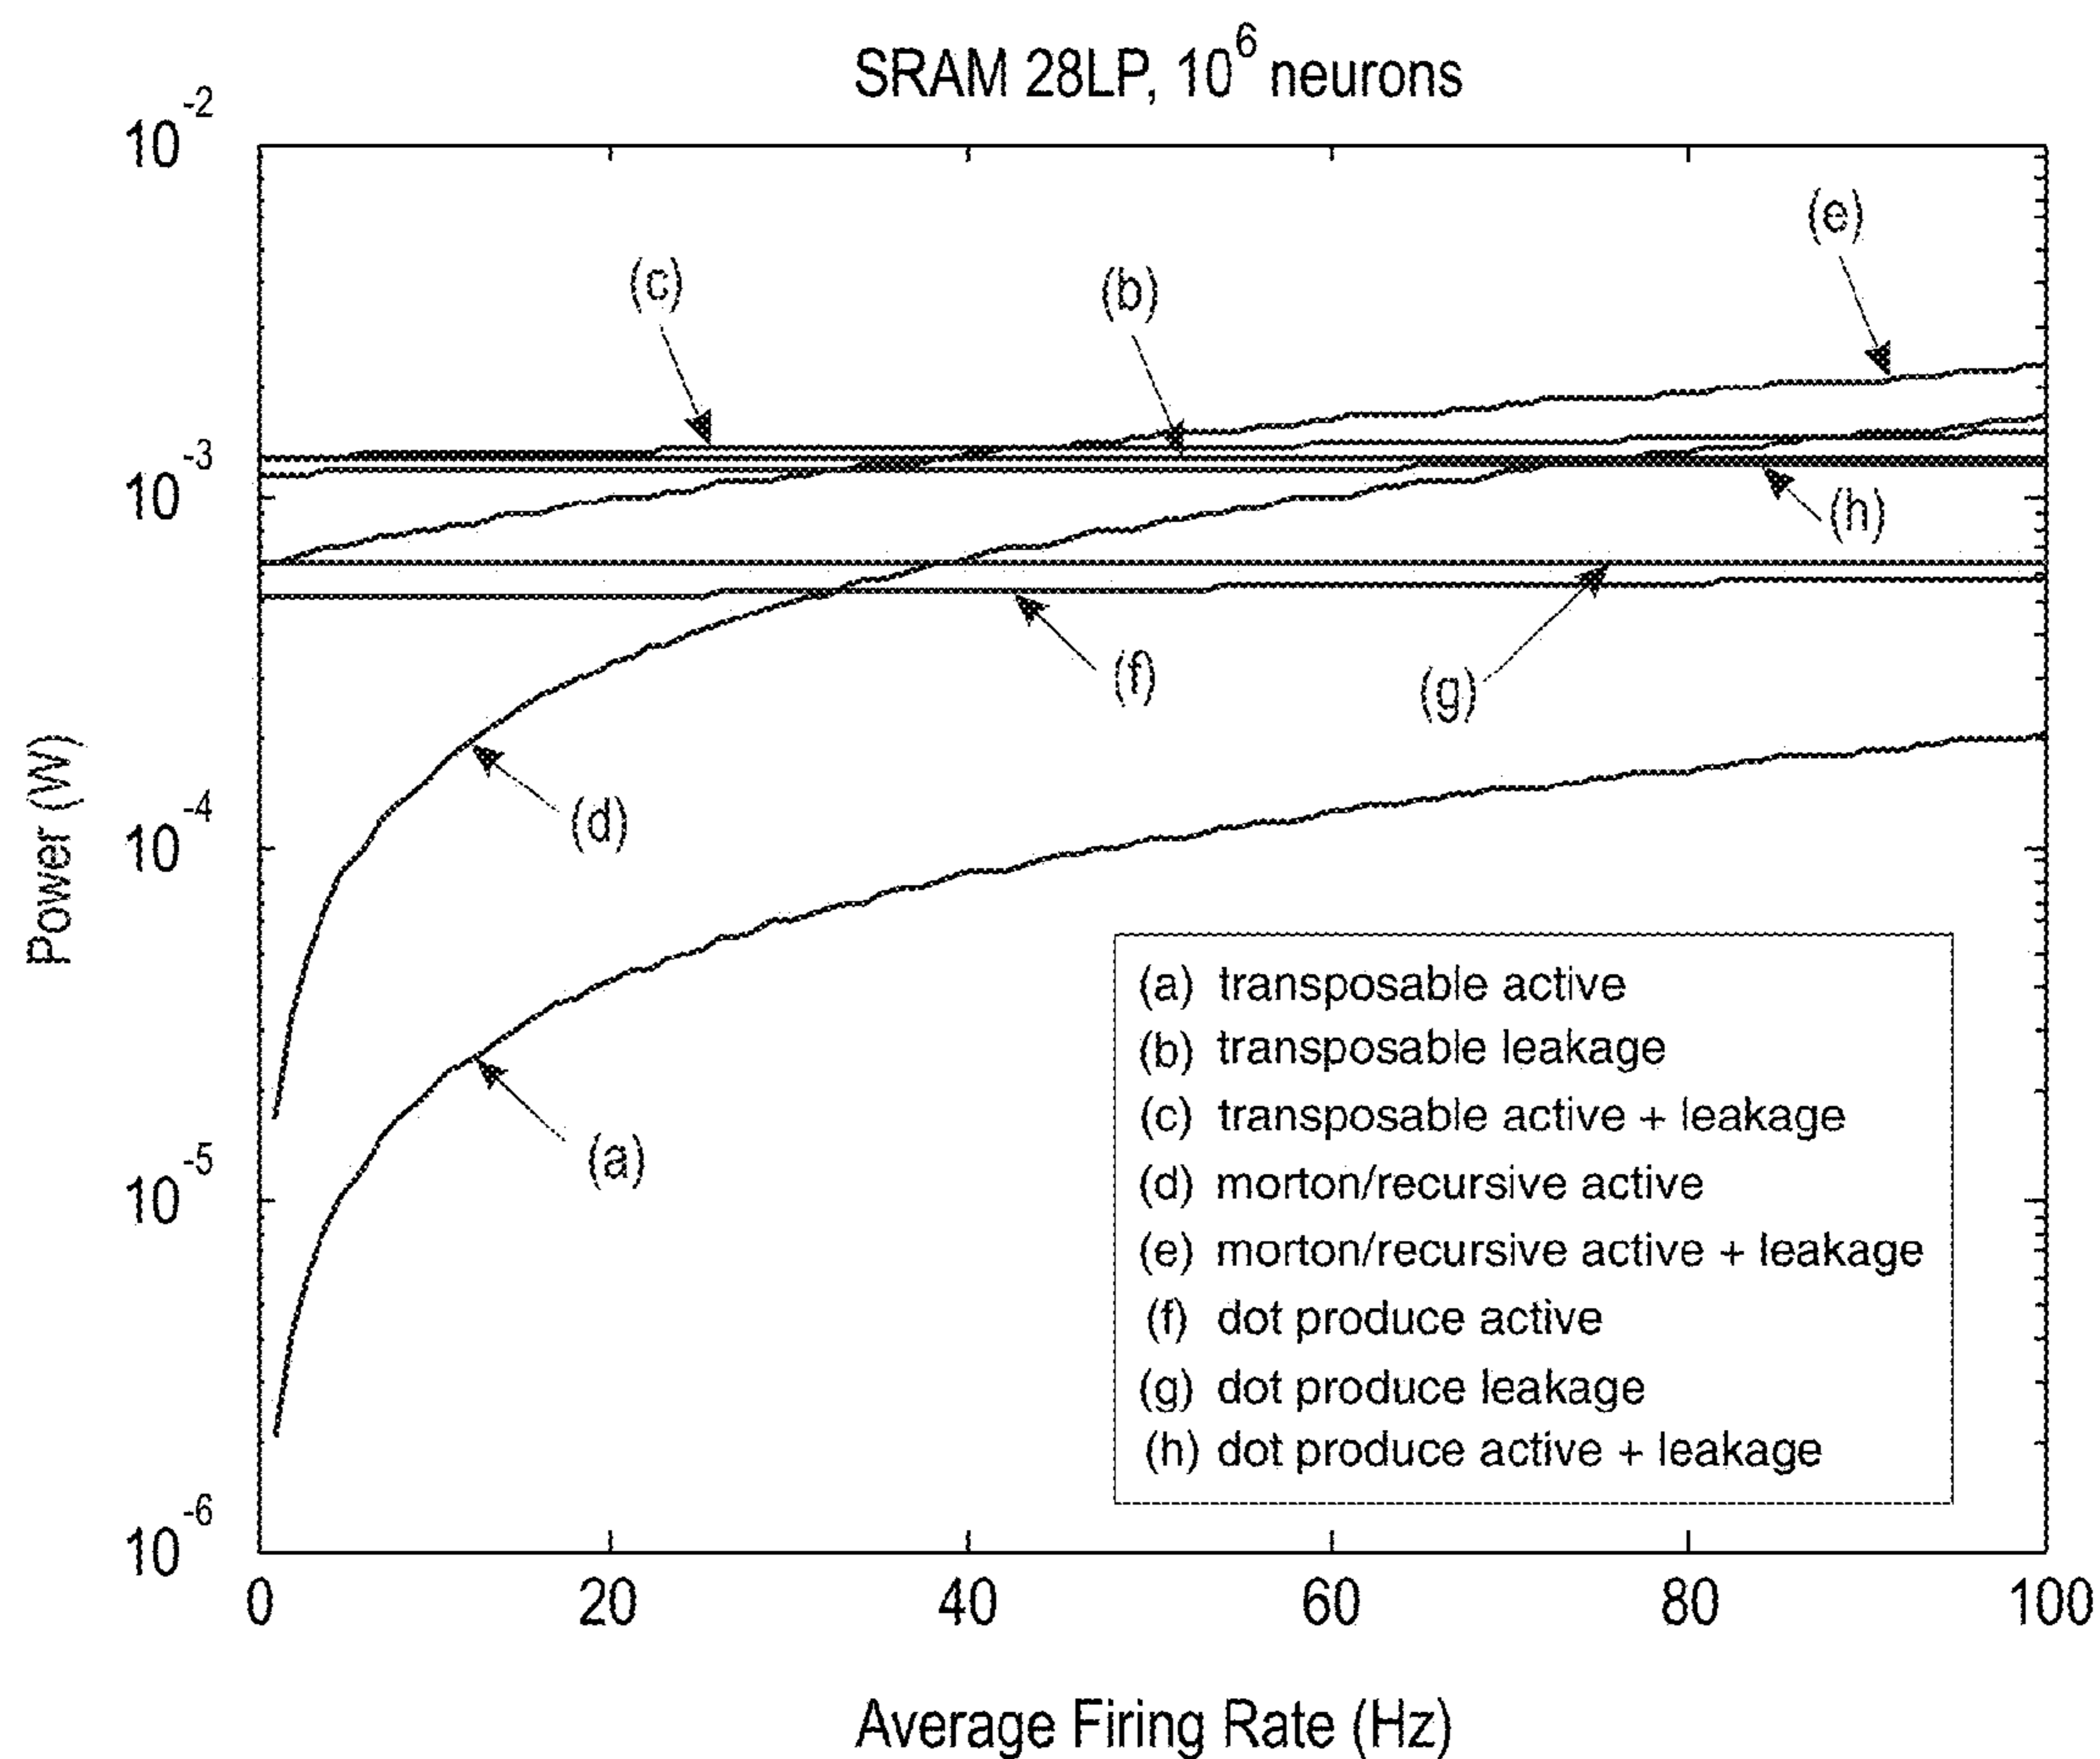 SRAM 28LP, 10^6 neurons
10^-2
10^-3
10^-4
10^-5
10^-6
Power (W)
(c)
(b)
(e)
(h)
(f)
(g)
(d)
(a)
(a) transposable active
(b) transposable leakage
(c) transposable active + leakage
(d) morton/recursive active
(e) morton/recursive active + leakage
(f) dot produce active
(g) dot produce leakage
(h) dot produce active + leakage
0 20 40 60 80 100
Average Firing Rate (Hz)